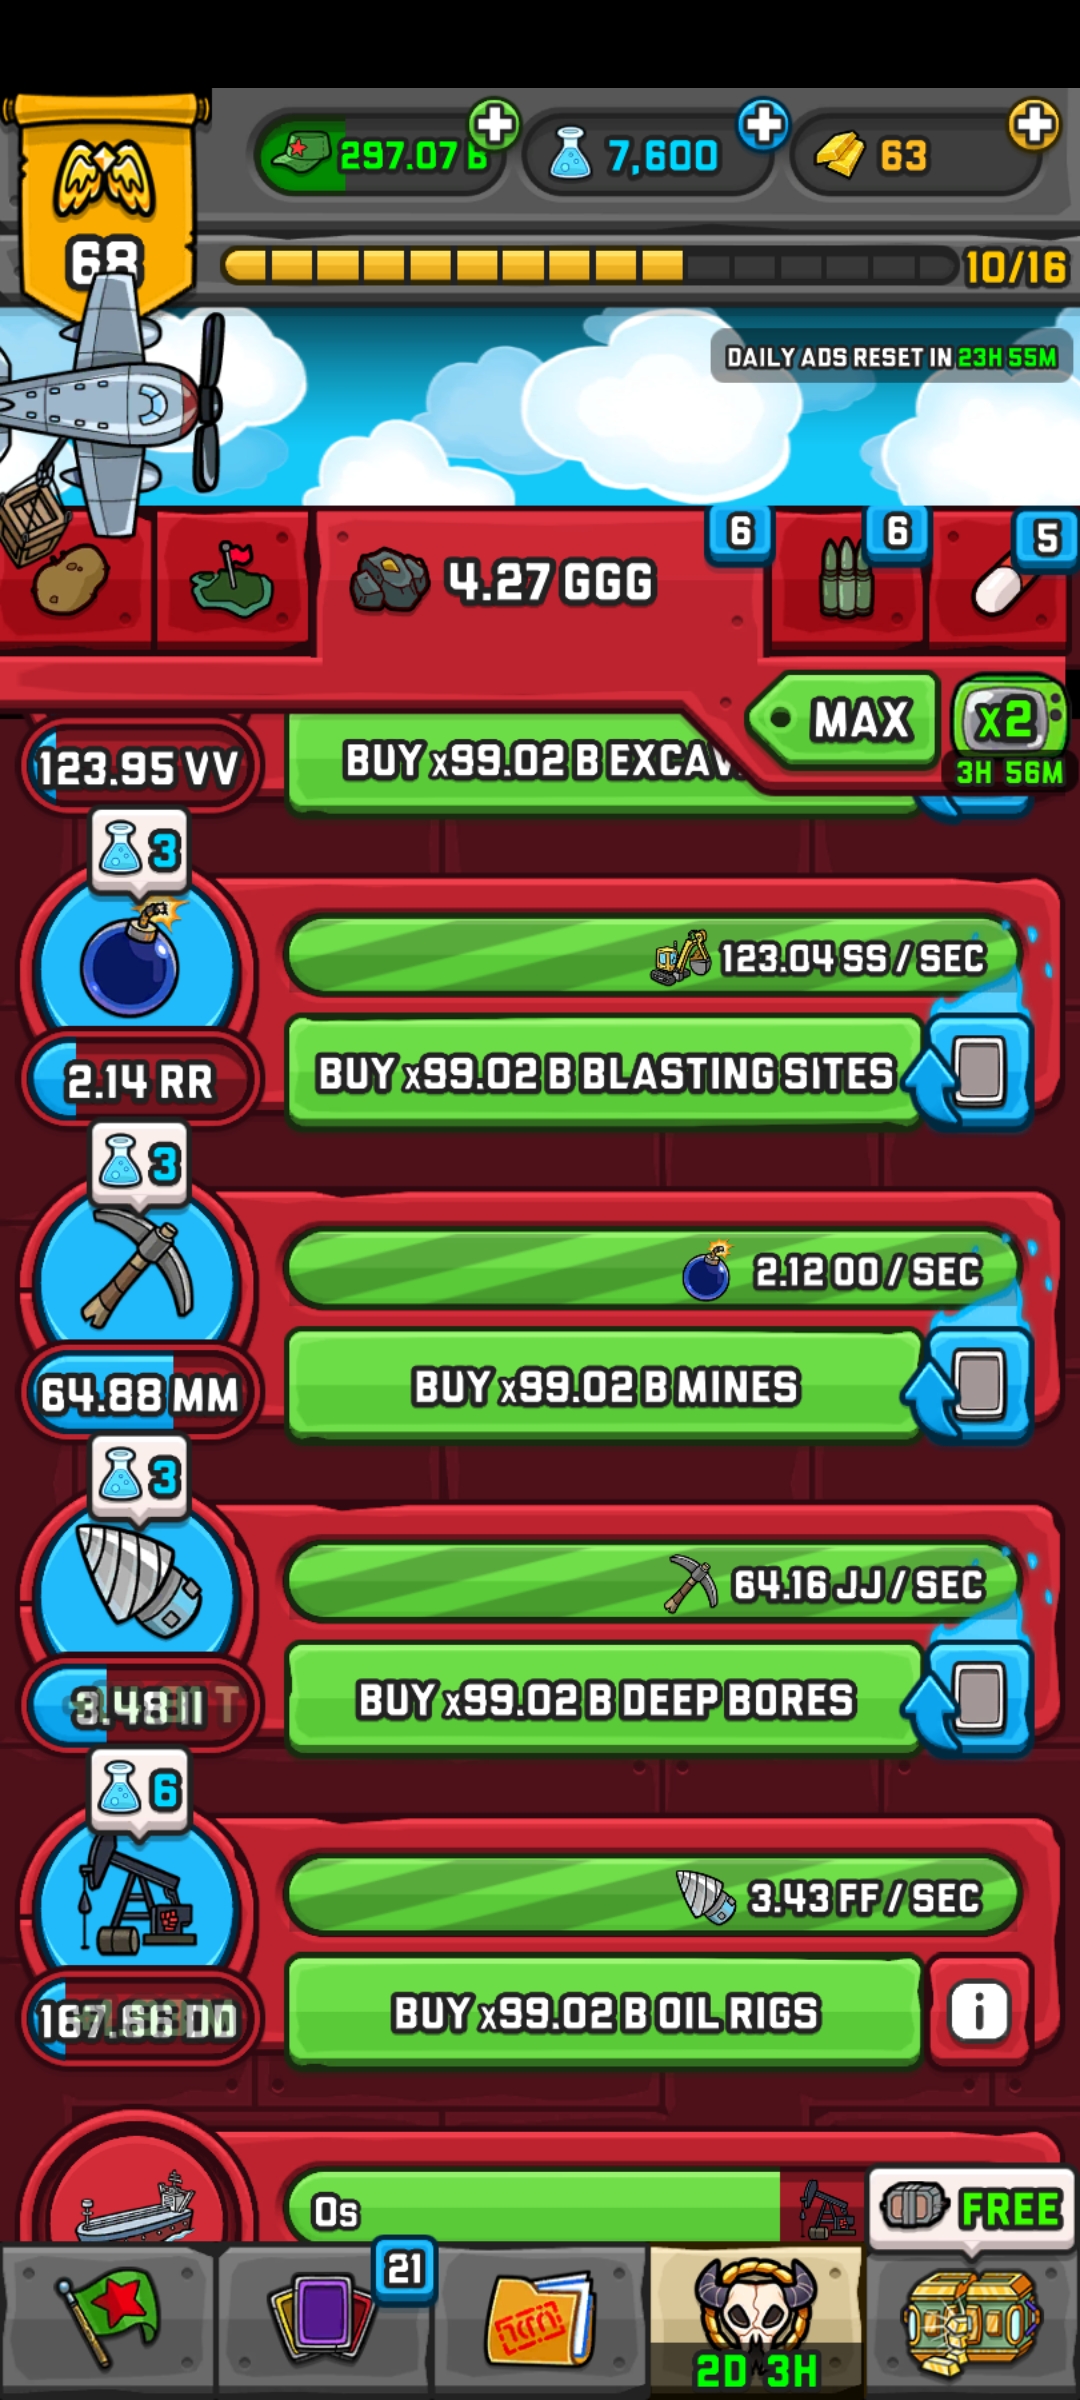 297.07 B
7,600
63
68
10/16
DAILY ADS RESET IN 23H 55M
4.27 GGG
6
6
5
MAX
x2
3H 56M
123.95 VV
BUY x99.02 B EXCAV
3
123.04 SS / SEC
2.14 RR
BUY x99.02 B BLASTING SITES
3
2.12 OO / SEC
64.88 MM
BUY x99.02 B MINES
3
64.16 JJ / SEC
3.48 II
BUY x99.02 B DEEP BORES
6
3.43 FF / SEC
167.66 DD
BUY x99.02 B OIL RIGS
i
0s
FREE
21
2D 3H